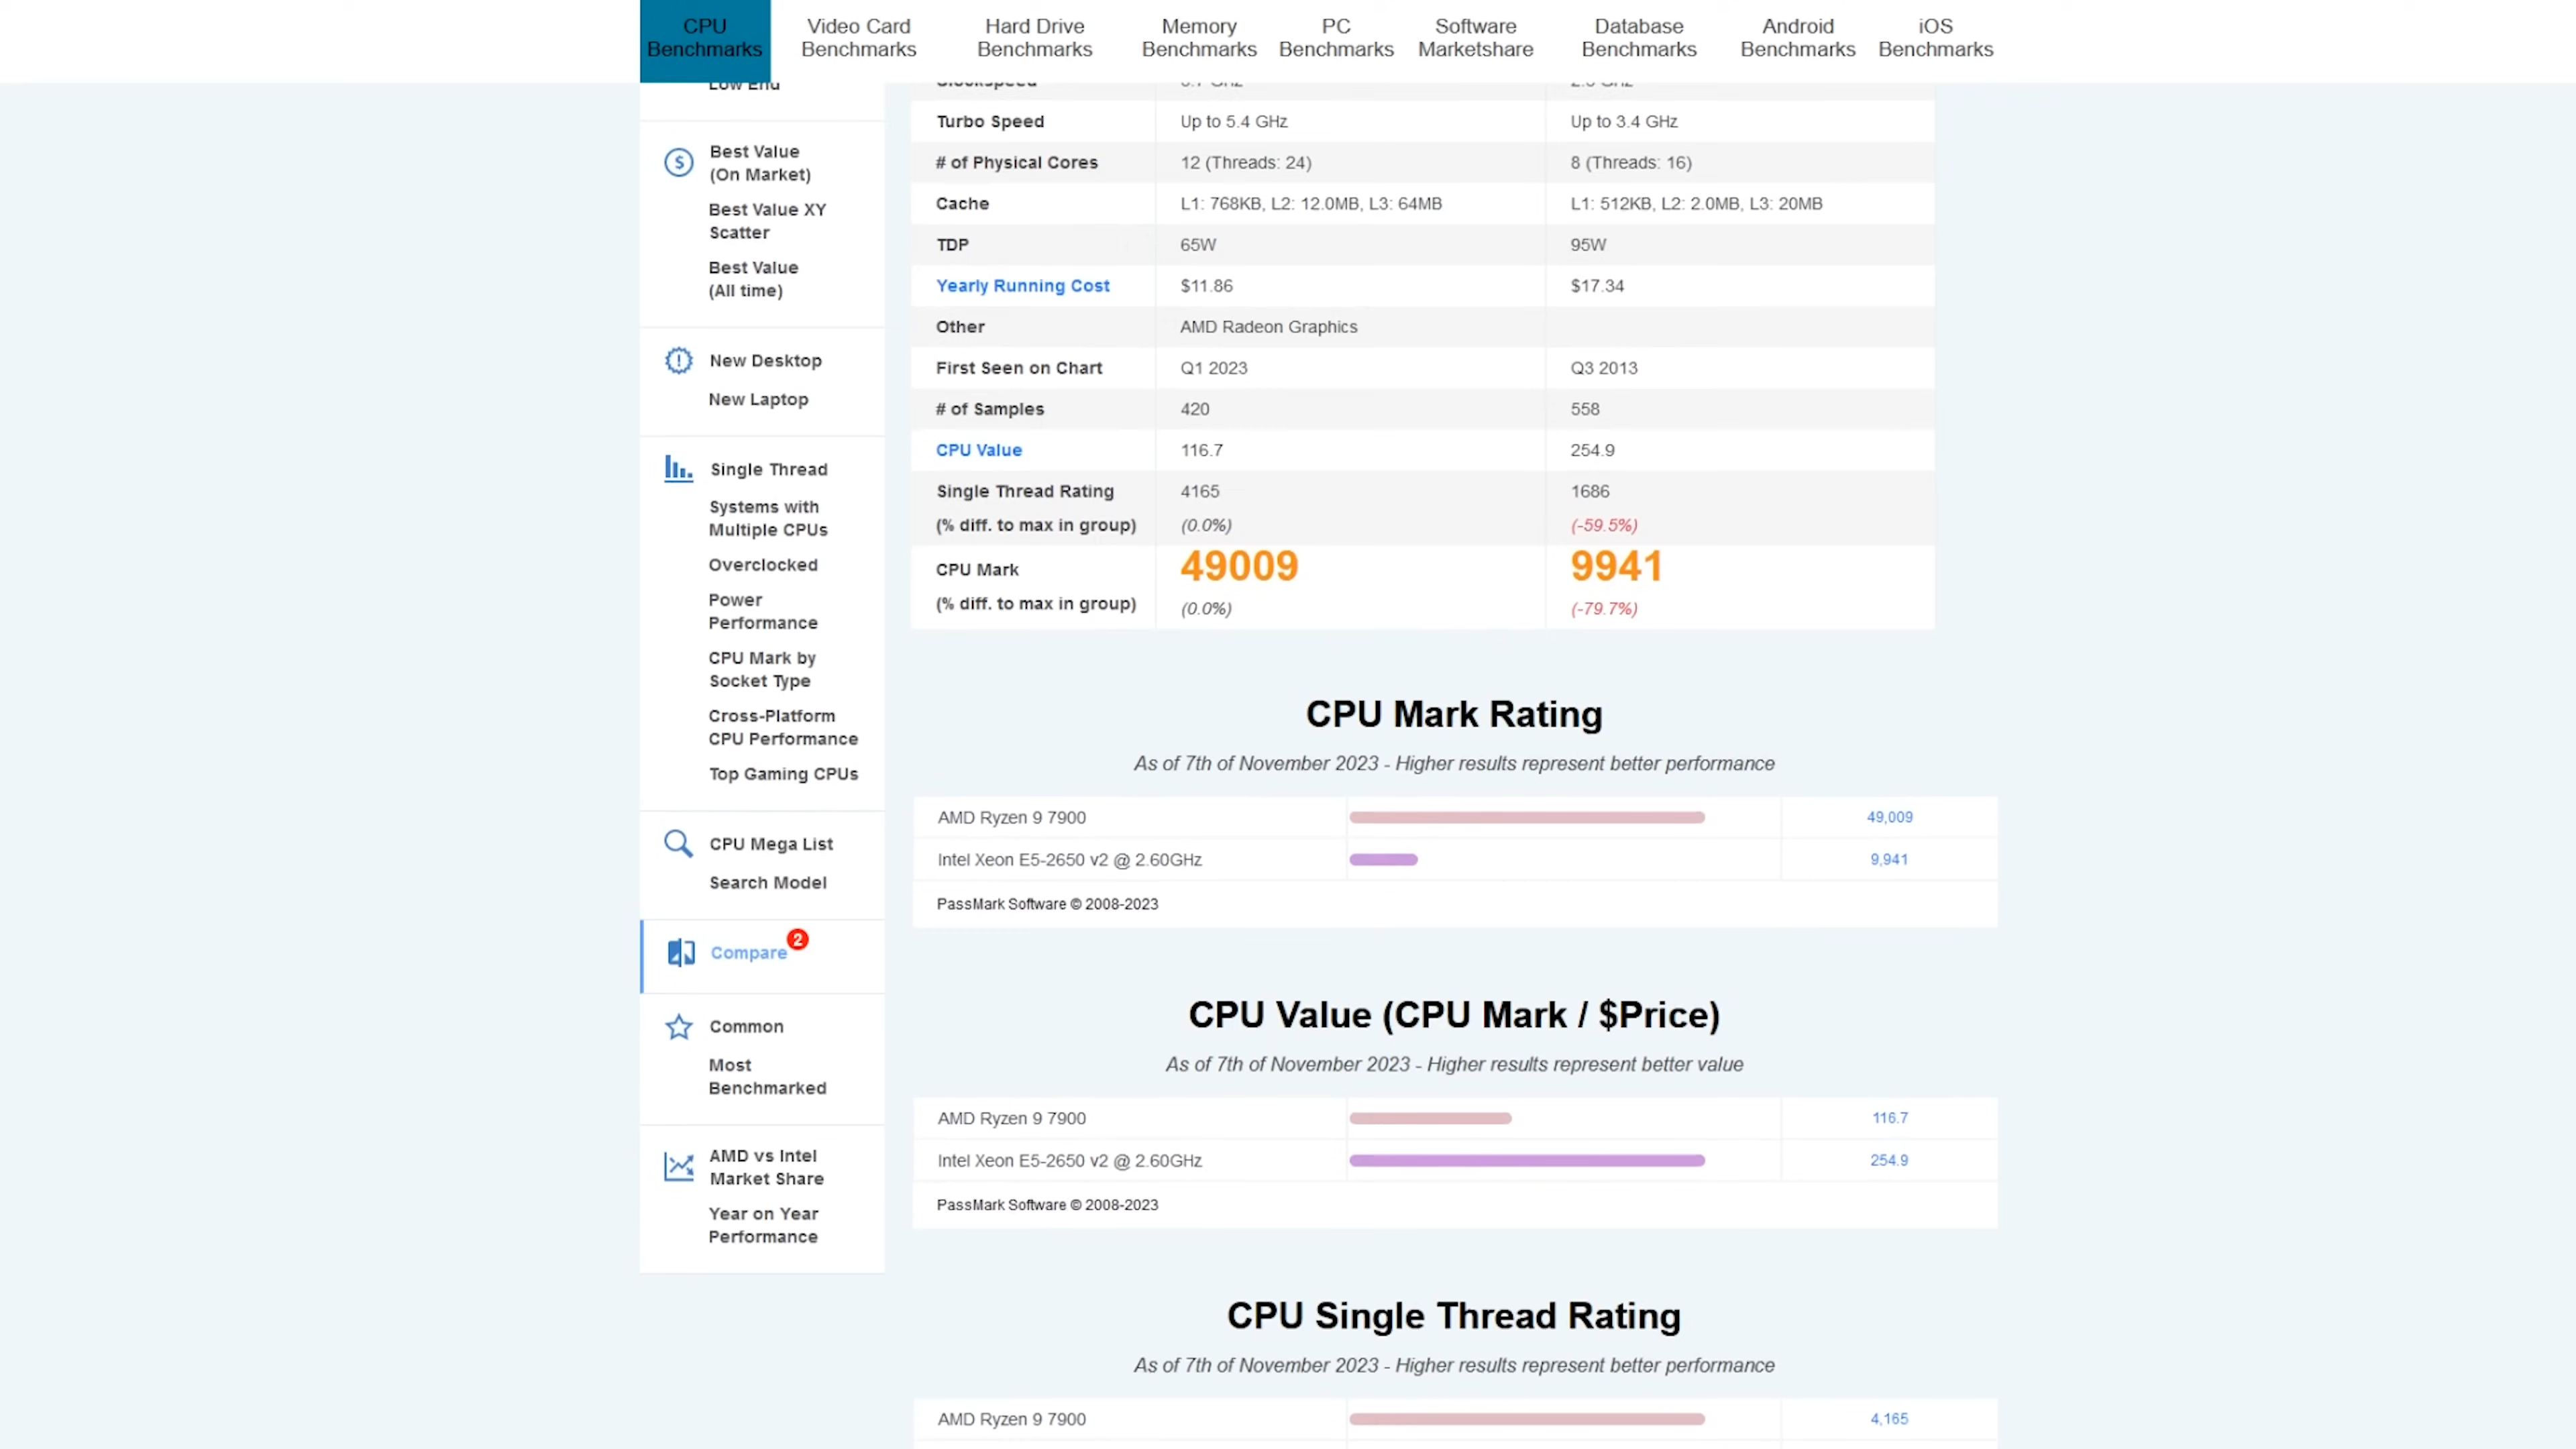 CPU Benchmarks
Video Card Benchmarks
Hard Drive Benchmarks
Memory Benchmarks
PC Benchmarks
Software Marketshare
Database Benchmarks
Android Benchmarks
iOS Benchmarks
Low End
Best Value
(On Market)
Best Value XY
Scatter
Best Value
(All time)
New Desktop
New Laptop
Single Thread
Systems with
Multiple CPUs
Overclocked
Power
Performance
CPU Mark by
Socket Type
Cross-Platform
CPU Performance
Top Gaming CPUs
CPU Mega List
Search Model
Compare 2
Common
Most
Benchmarked
AMD vs Intel
Market Share
Year on Year
Performance
Clockspeed
Turbo Speed Up to 5.4 GHz Up to 3.4 GHz
# of Physical Cores 12 (Threads: 24) 8 (Threads: 16)
Cache L1: 768KB, L2: 12.0MB, L3: 64MB L1: 512KB, L2: 2.0MB, L3: 20MB
TDP 65W 95W
Yearly Running Cost $11.86 $17.34
Other AMD Radeon Graphics
First Seen on Chart Q1 2023 Q3 2013
# of Samples 420 558
CPU Value 116.7 254.9
Single Thread Rating 4165 1686
(% diff. to max in group) (0.0%) (-59.5%)
CPU Mark 49009 9941
(% diff. to max in group) (0.0%) (-79.7%)
CPU Mark Rating
As of 7th of November 2023 - Higher results represent better performance
AMD Ryzen 9 7900 49,009
Intel Xeon E5-2650 v2 @ 2.60GHz 9,941
PassMark Software © 2008-2023
CPU Value (CPU Mark / $Price)
As of 7th of November 2023 - Higher results represent better value
AMD Ryzen 9 7900 116.7
Intel Xeon E5-2650 v2 @ 2.60GHz 254.9
PassMark Software © 2008-2023
CPU Single Thread Rating
As of 7th of November 2023 - Higher results represent better performance
AMD Ryzen 9 7900 4,165